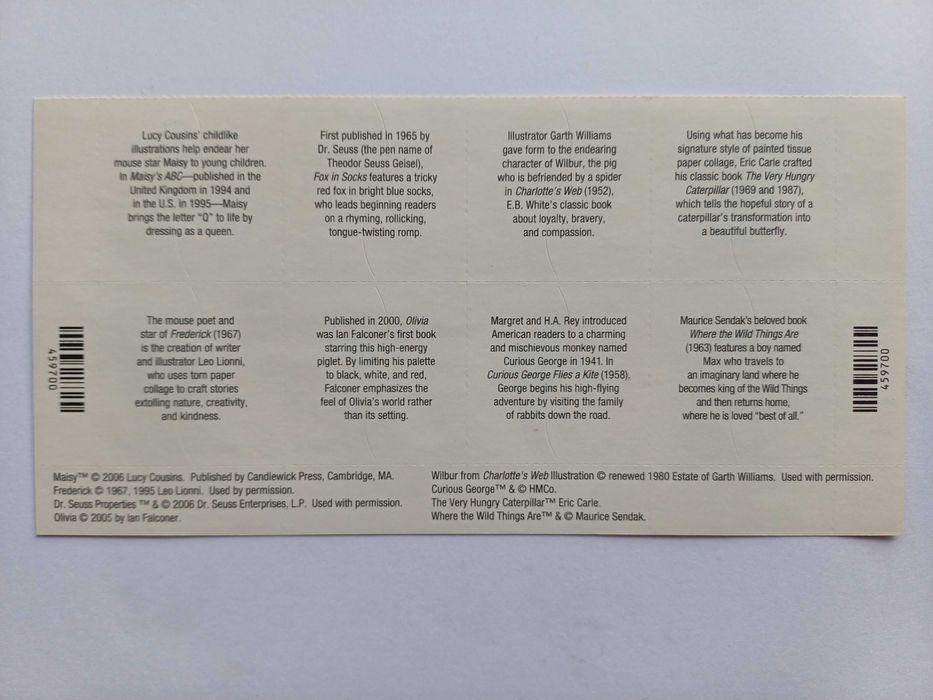 Lucy Cousins' childlike
illustrations help endear her
mouse star Maisy to young children.
In Maisy's ABC—published in the
United Kingdom in 1994 and
in the U.S. in 1995—Maisy
brings the letter "Q" to life by
dressing as a queen.
First published in 1965 by
Dr. Seuss (the pen name of
Theodor Seuss Geisel),
Fox in Socks features a tricky
red fox in bright blue socks,
who leads beginning readers
on a rhyming, rollicking,
tongue-twisting romp.
Illustrator Garth Williams
gave form to the endearing
character of Wilbur, the pig
who is befriended by a spider
in Charlotte's Web (1952),
E.B. White's classic book
about loyalty, bravery,
and compassion.
Using what has become his
signature style of painted tissue
paper collage, Eric Carle crafted
his classic book The Very Hungry
Caterpillar (1969 and 1987),
which tells the hopeful story of a
caterpillar's transformation into
a beautiful butterfly.
459700
The mouse poet and
star of Frederick (1967)
is the creation of writer
and illustrator Leo Lionni,
who uses torn paper
collage to craft stories
extolling nature, creativity,
and kindness.
Published in 2000, Olivia
was Ian Falconer's first book
starring this high-energy
piglet. By limiting his palette
to black, white, and red,
Falconer emphasizes the
feel of Olivia's world rather
than its setting.
Margret and H.A. Rey introduced
American readers to a charming
and mischievous monkey named
Curious George in 1941. In
Curious George Flies a Kite (1958),
George begins his high-flying
adventure by visiting the family
of rabbits down the road.
Maurice Sendak's beloved book
Where the Wild Things Are
(1963) features a boy named
Max who travels to
an imaginary land where he
becomes king of the Wild Things
and then returns home,
where he is loved "best of all."
459700
Maisy™ © 2006 Lucy Cousins. Published by Candlewick Press, Cambridge, MA.
Frederick © 1967, 1995 Leo Lionni. Used by permission.
Dr. Seuss Properties ™ & © 2006 Dr. Seuss Enterprises, L.P. Used with permission.
Olivia © 2005 by Ian Falconer.
Wilbur from Charlotte's Web Illustration © renewed 1980 Estate of Garth Williams. Used with permission.
Curious George™ & © HMCo.
The Very Hungry Caterpillar™ Eric Carle.
Where the Wild Things Are™ & © Maurice Sendak.